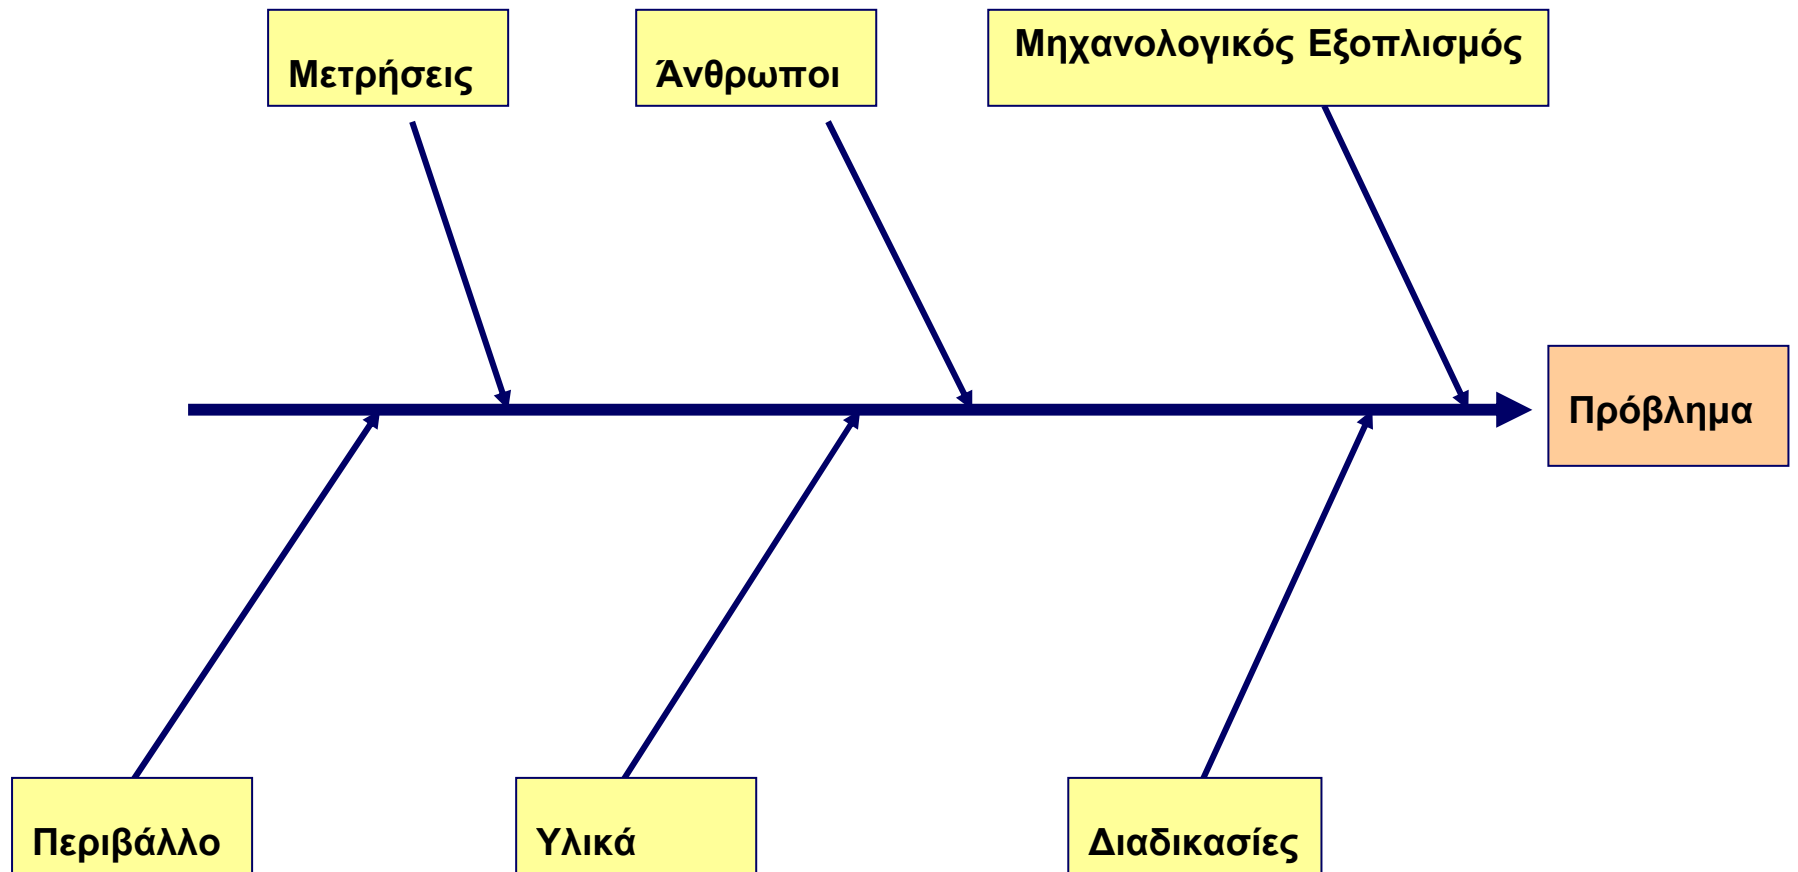 Μετρήσεις
Άνθρωποι
Μηχανολογικός Εξοπλισμός
Πρόβλημα
Περιβάλλο
Υλικά
Διαδικασίες